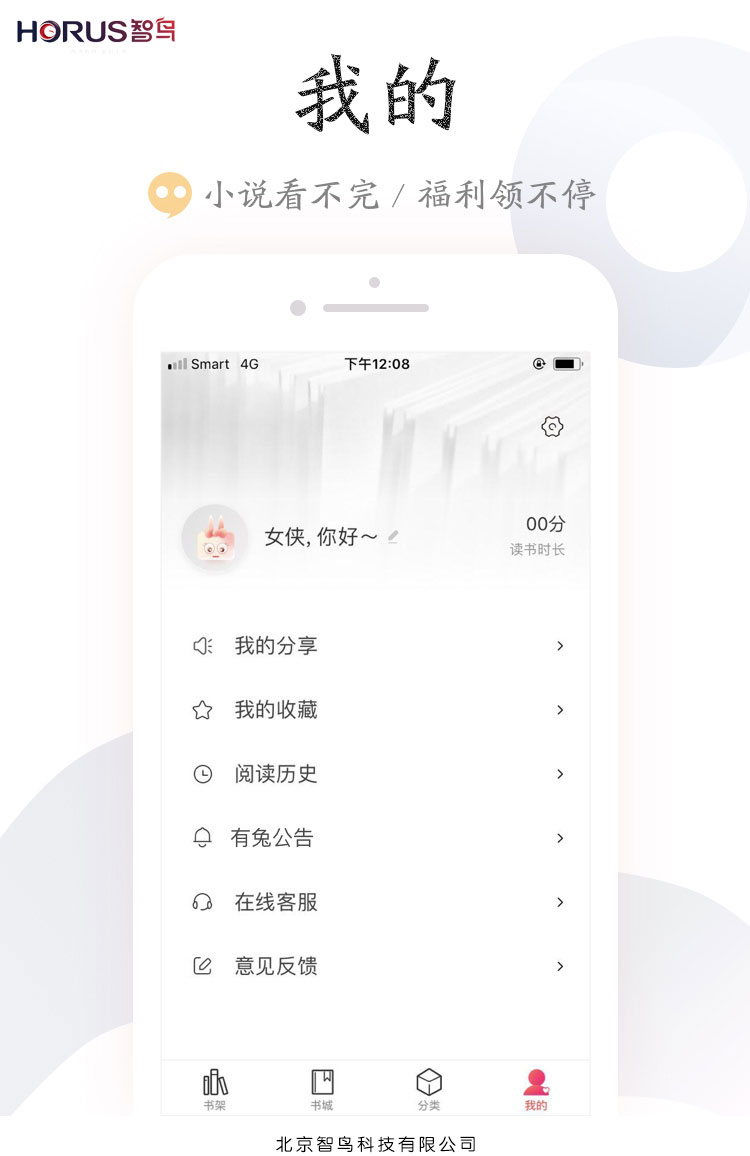 HORUS智鸟
我的
小说看不完 / 福利领不停
Smart 4G 下午12:08
女侠, 你好～
00分
读书时长
我的分享
我的收藏
阅读历史
有兔公告
在线客服
意见反馈
书架 书城 分类 我的
北京智鸟科技有限公司